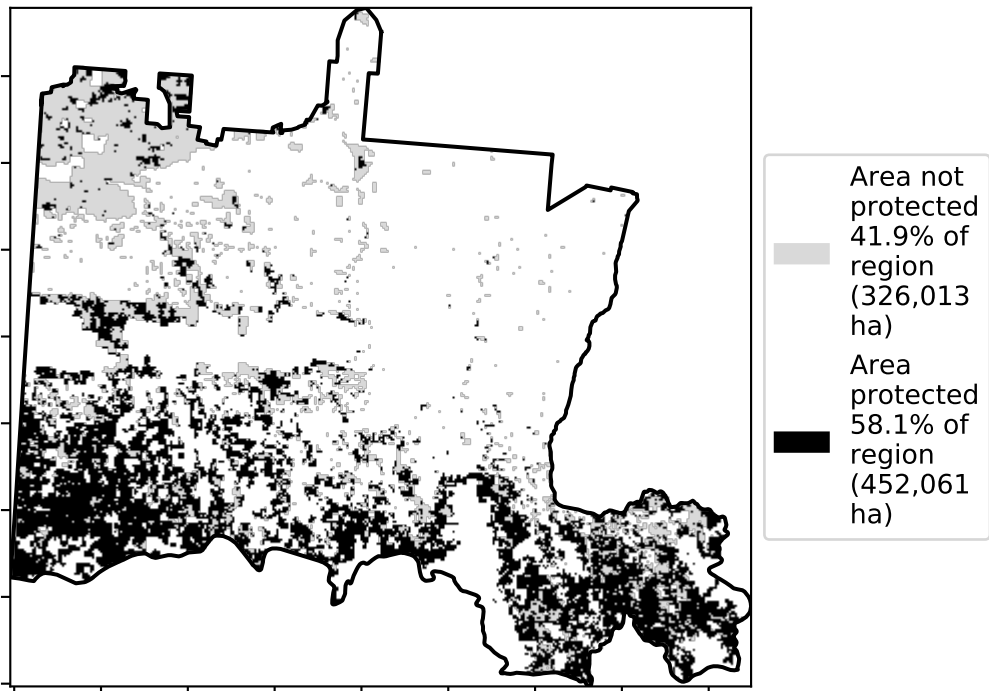 Area not
protected
41.9% of
region
(326,013
ha)
Area
protected
58.1% of
region
(452,061
ha)